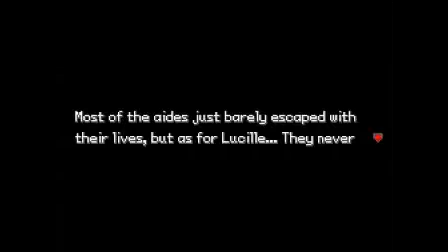 Most of the aides just barely escaped with
their lives, but as for Lucille... They never